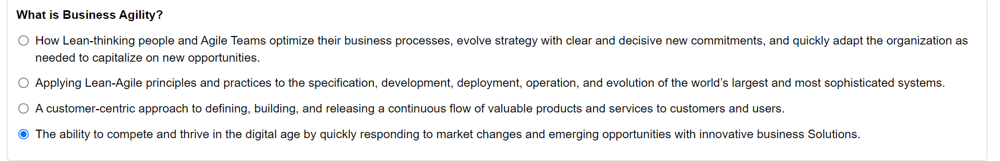 What is Business Agility?
How Lean-thinking people and Agile Teams optimize their business processes, evolve strategy with clear and decisive new commitments, and quickly adapt the organization as
needed to capitalize on new opportunities.
Applying Lean-Agile principles and practices to the specification, development, deployment, operation, and evolution of the world’s largest and most sophisticated systems.
A customer-centric approach to defining, building, and releasing a continuous flow of valuable products and services to customers and users.
The ability to compete and thrive in the digital age by quickly responding to market changes and emerging opportunities with innovative business Solutions.